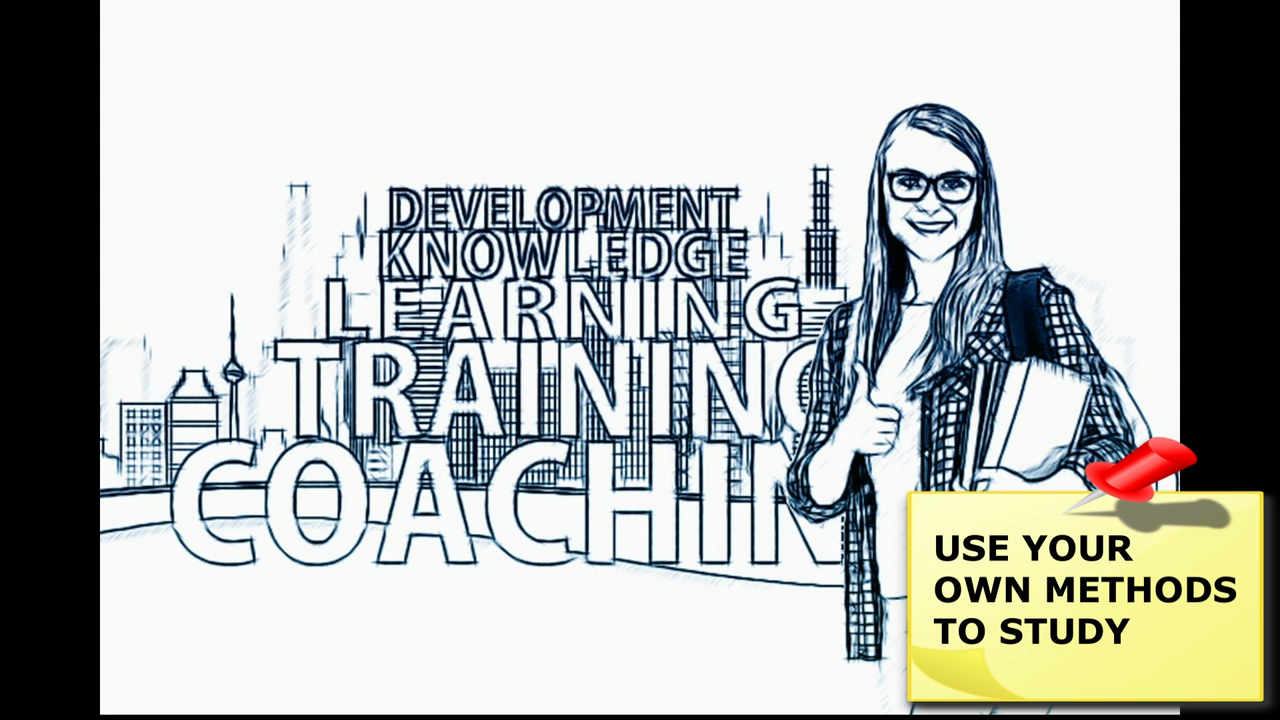 DEVELOPMENT
KNOWLEDGE
LEARNING
TRAINING
COACHIN
USE YOUR
OWN METHODS
TO STUDY